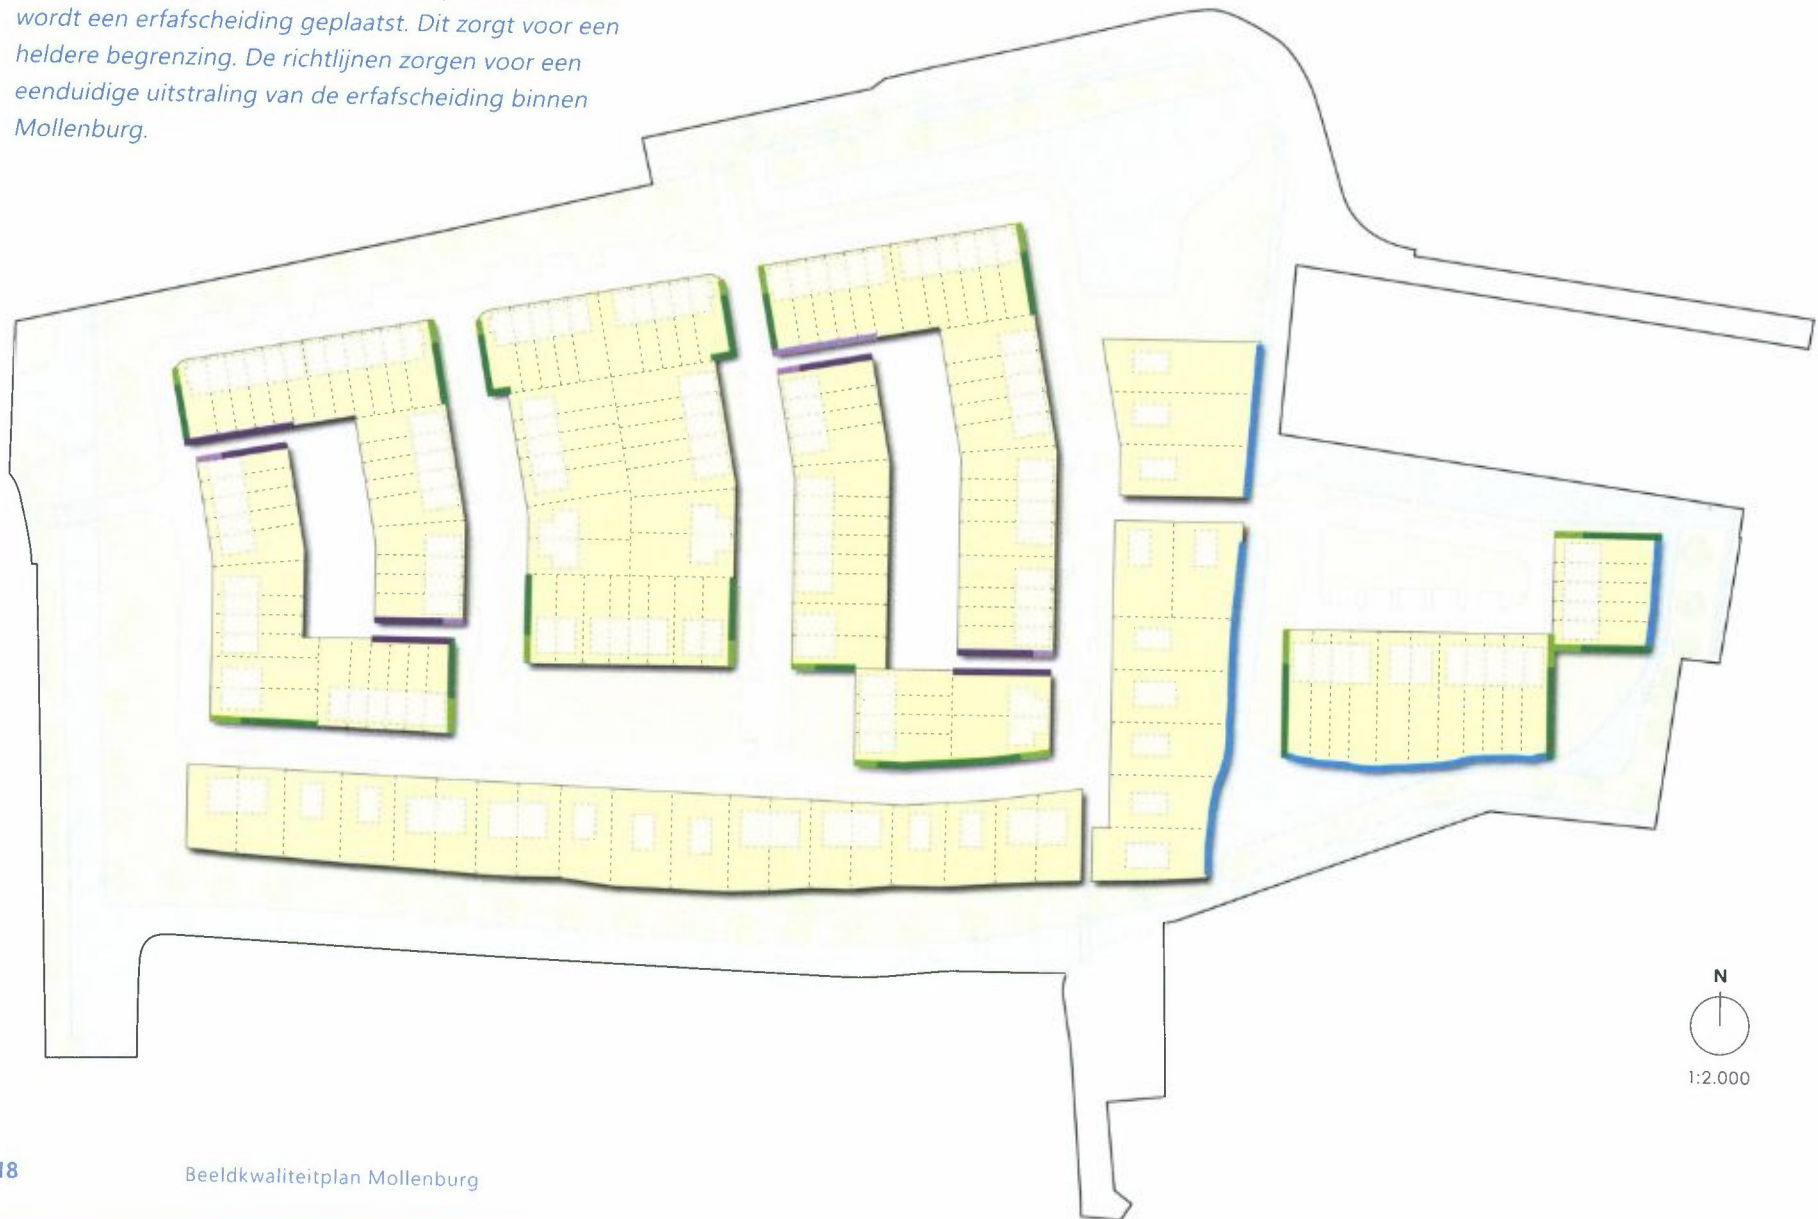 wordt een erfafscheiding geplaatst. Dit zorgt voor een
heldere begrenzing. De richtlijnen zorgen voor een
eenduidige uitstraling van de erfafscheiding binnen
Mollenburg.
N
1:2.000
18
Beeldkwaliteitplan Mollenburg